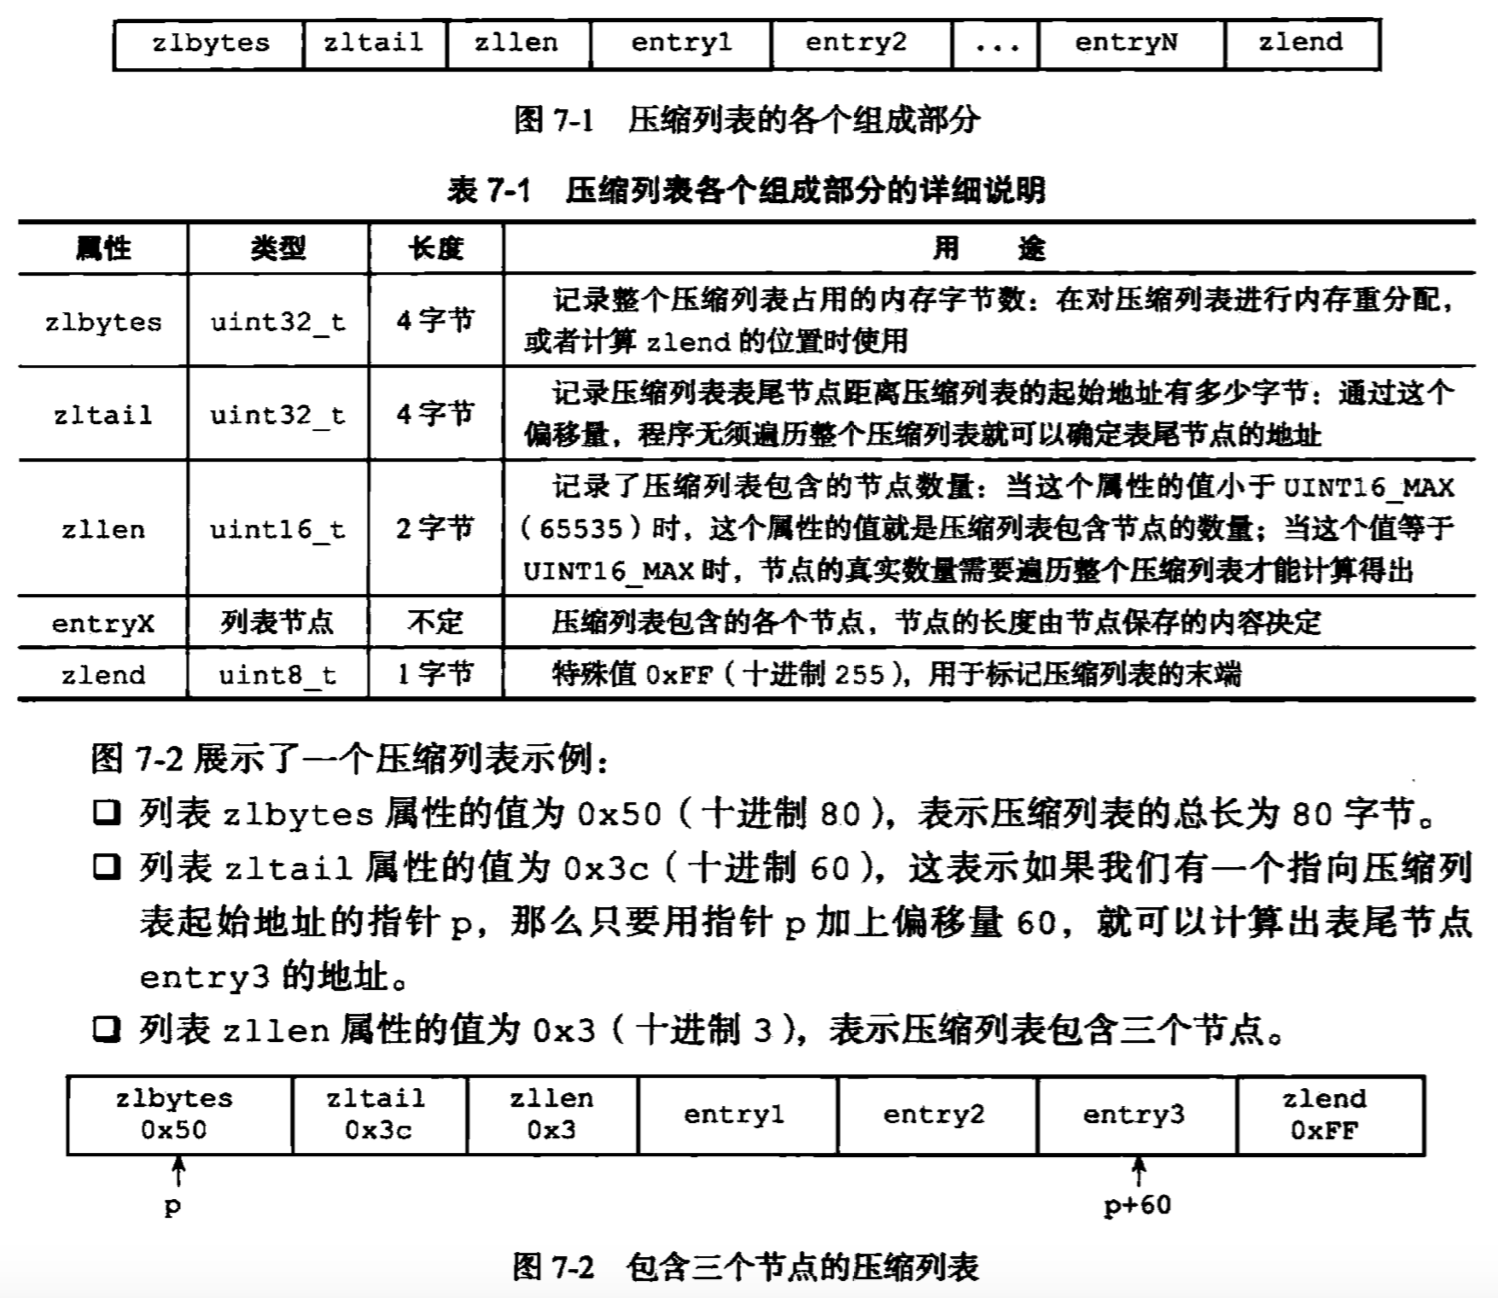 zlbytes zltail zllen entry1 entry2 ... entryN zlend
图 7-1 压缩列表的各个组成部分
表 7-1 压缩列表各个组成部分的详细说明
属性 类型 长度 用 途
zlbytes uint32_t 4 字节 记录整个压缩列表占用的内存字节数：在对压缩列表进行内存重分配，
或者计算 zlend 的位置时使用
zltail uint32_t 4 字节 记录压缩列表表尾节点距离压缩列表的起始地址有多少字节：通过这个
偏移量，程序无须遍历整个压缩列表就可以确定表尾节点的地址
zllen uint16_t 2 字节 记录了压缩列表包含的节点数量：当这个属性的值小于 UINT16_MAX
（65535）时，这个属性的值就是压缩列表包含节点的数量；当这个值等于
UINT16_MAX 时，节点的真实数量需要遍历整个压缩列表才能计算得出
entryX 列表节点 不定 压缩列表包含的各个节点，节点的长度由节点保存的内容决定
zlend uint8_t 1 字节 特殊值 0xFF（十进制 255），用于标记压缩列表的末端
图 7-2 展示了一个压缩列表示例：
❑ 列表 zlbytes 属性的值为 0x50（十进制 80），表示压缩列表的总长为 80 字节。
❑ 列表 zltail 属性的值为 0x3c（十进制 60），这表示如果我们有一个指向压缩列
表起始地址的指针 p，那么只要用指针 p 加上偏移量 60，就可以计算出表尾节点
entry3 的地址。
❑ 列表 zllen 属性的值为 0x3（十进制 3），表示压缩列表包含三个节点。
zlbytes zltail zllen entry1 entry2 entry3 zlend
0x50 0x3c 0x3 0xFF
p p+60
图 7-2 包含三个节点的压缩列表